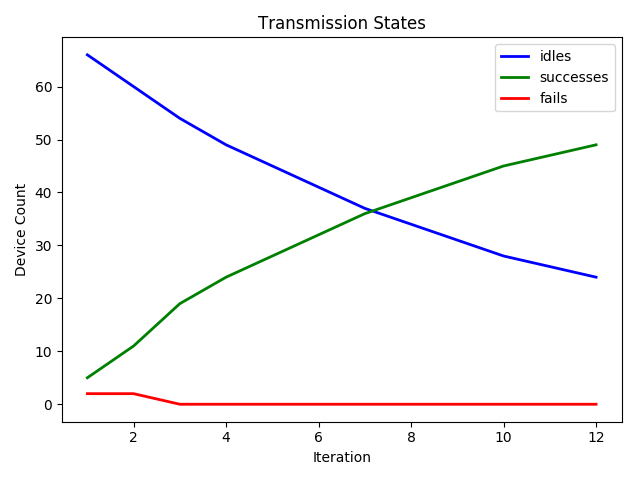 Transmission States
idles
successes
fails
Device Count
60
50
40
30
20
10
0
2 4 6 8 10 12
Iteration